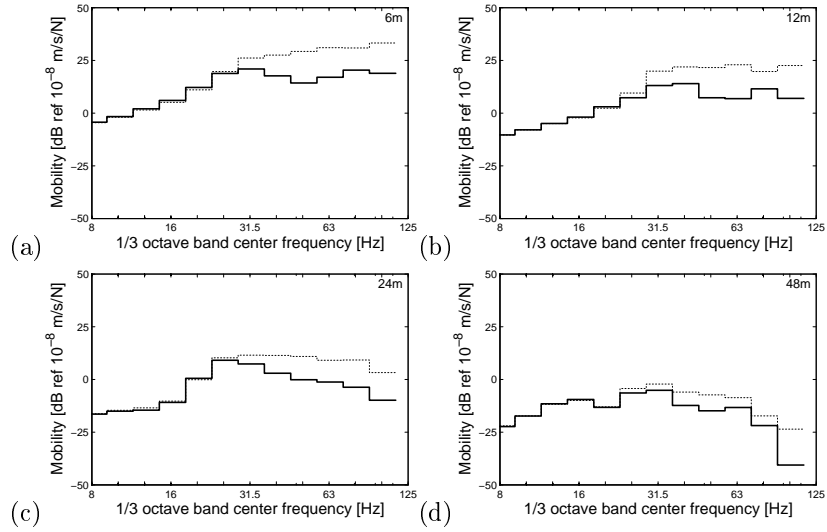 50
25
0
−25
−50
Mobility [dB ref 10⁻⁸ m/s/N]
6m
8 16 31.5 63 125
1/3 octave band center frequency [Hz]
(a)
50
25
0
−25
−50
Mobility [dB ref 10⁻⁸ m/s/N]
12m
8 16 31.5 63 125
1/3 octave band center frequency [Hz]
(b)
50
25
0
−25
−50
Mobility [dB ref 10⁻⁸ m/s/N]
24m
8 16 31.5 63 125
1/3 octave band center frequency [Hz]
(c)
50
25
0
−25
−50
Mobility [dB ref 10⁻⁸ m/s/N]
48m
8 16 31.5 63 125
1/3 octave band center frequency [Hz]
(d)